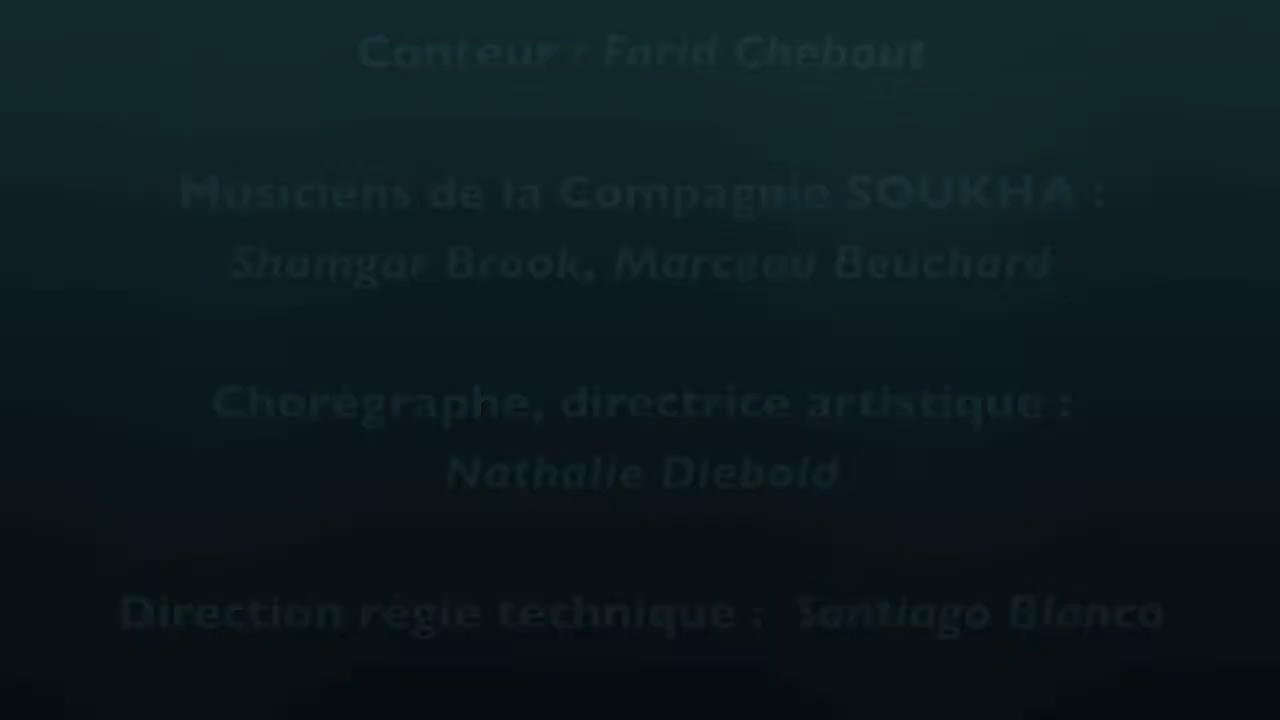 Conteur : Farid Chebout
Musiciens de la Compagnie SOUKHA :
Shamgar Brook, Marceau Beuchard
Chorégraphe, directrice artistique :
Nathalie Diebold
Direction régie technique : Santiago Blanco